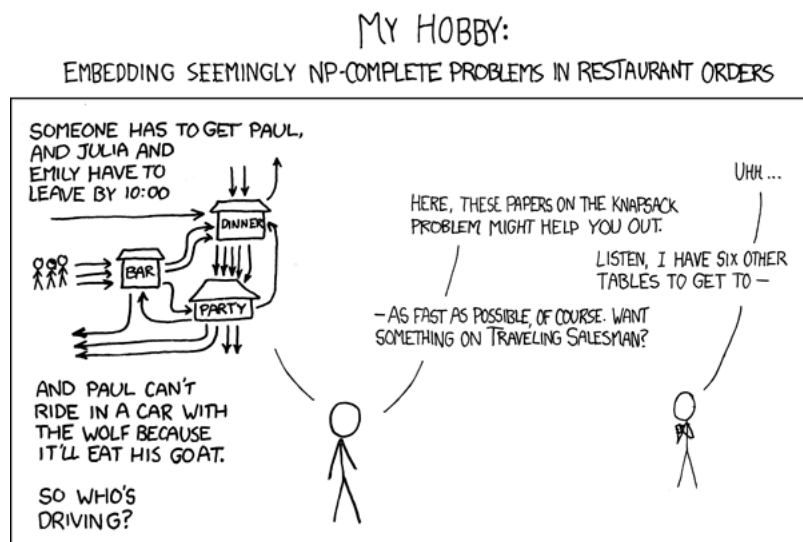 MY HOBBY:
EMBEDDING SEEMINGLY NP-COMPLETE PROBLEMS IN RESTAURANT ORDERS
SOMEONE HAS TO GET PAUL,
AND JULIA AND
EMILY HAVE TO
LEAVE BY 10:00
DINNER
BAR
PARTY
AND PAUL CAN'T
RIDE IN A CAR WITH
THE WOLF BECAUSE
IT'LL EAT HIS GOAT.
SO WHO'S
DRIVING?
HERE, THESE PAPERS ON THE KNAPSACK
PROBLEM MIGHT HELP YOU OUT.
UHH...
LISTEN, I HAVE SIX OTHER
TABLES TO GET TO —
—AS FAST AS POSSIBLE, OF COURSE. WANT
SOMETHING ON TRAVELING SALESMAN?